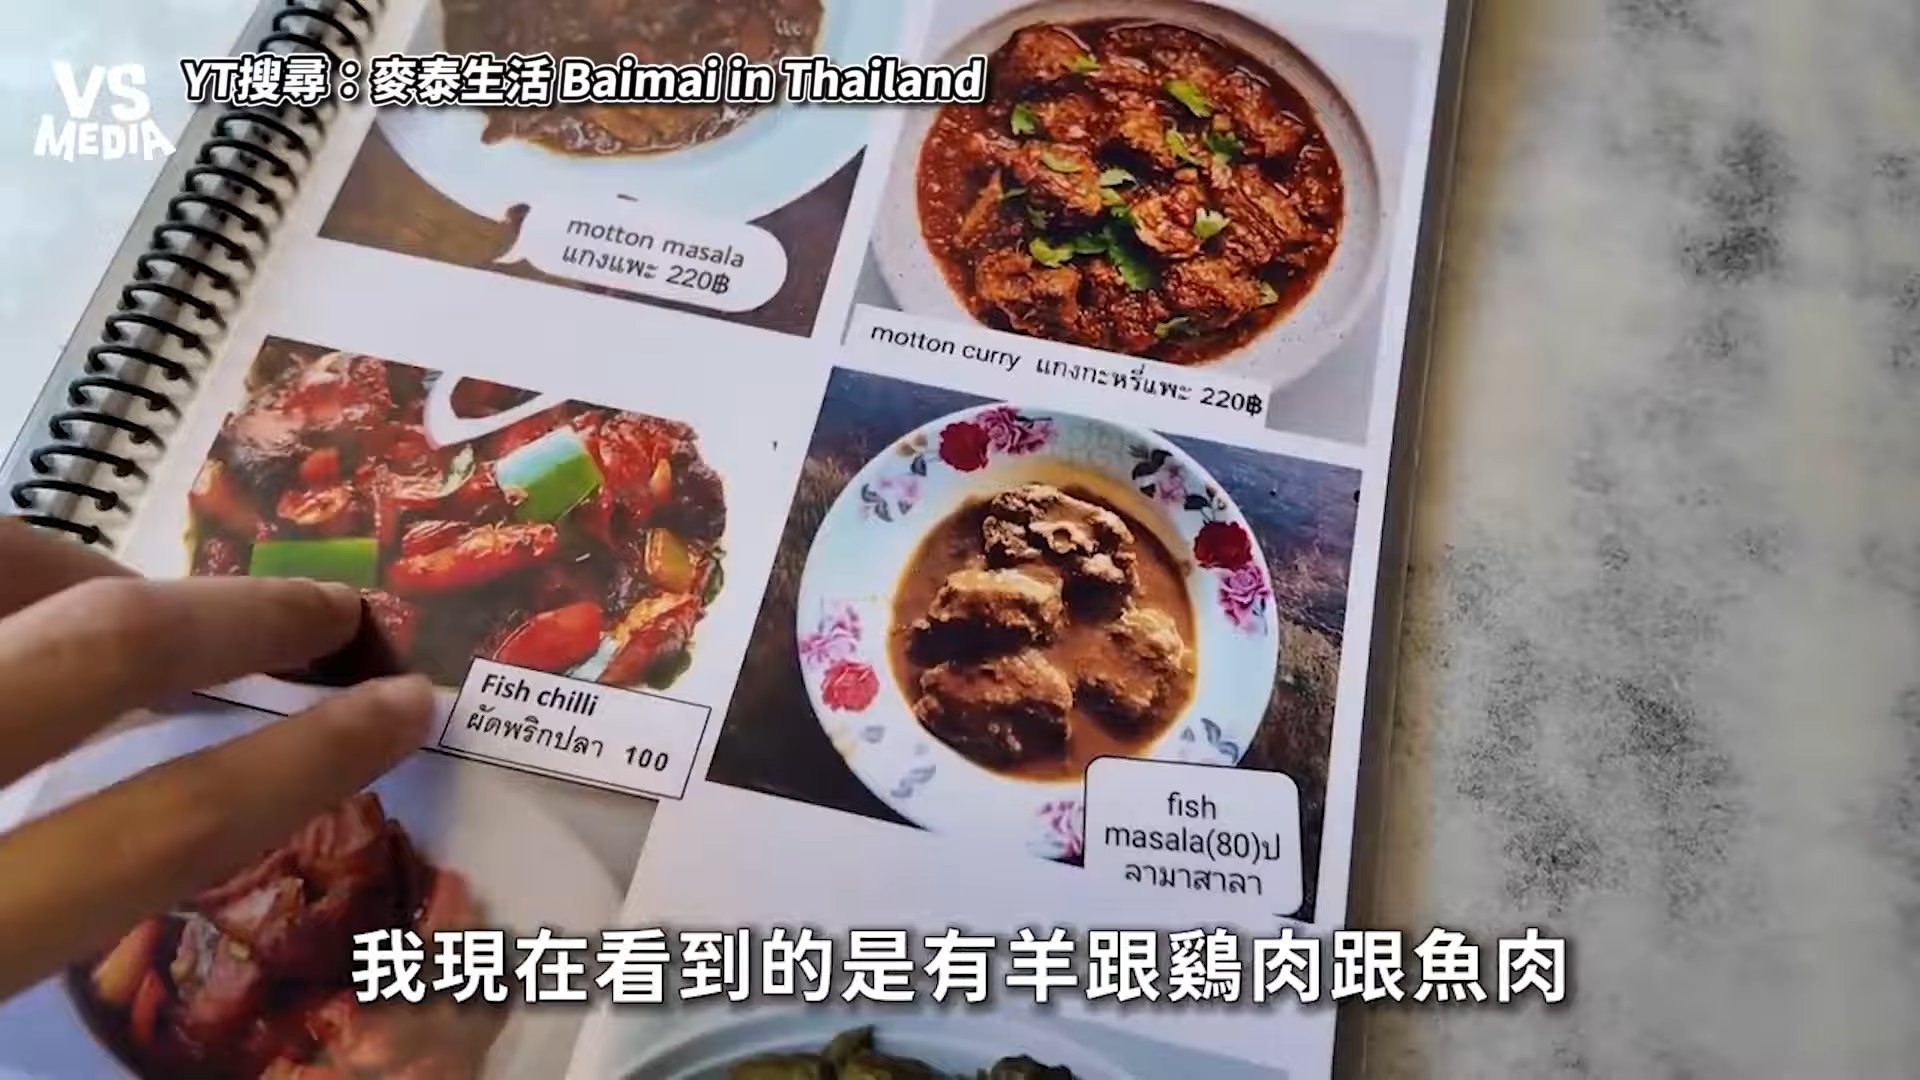 VS
MEDIA
YT搜尋：麥泰生活 Baimai in Thailand
motton masala
แกงแพะ 220฿
motton curry แกงกะหรี่แพะ 220฿
Fish chilli
ผัดพริกปลา 100
fish
masala(80)ป
ลามาสาลา
我現在看到的是有羊跟鷄肉跟魚肉